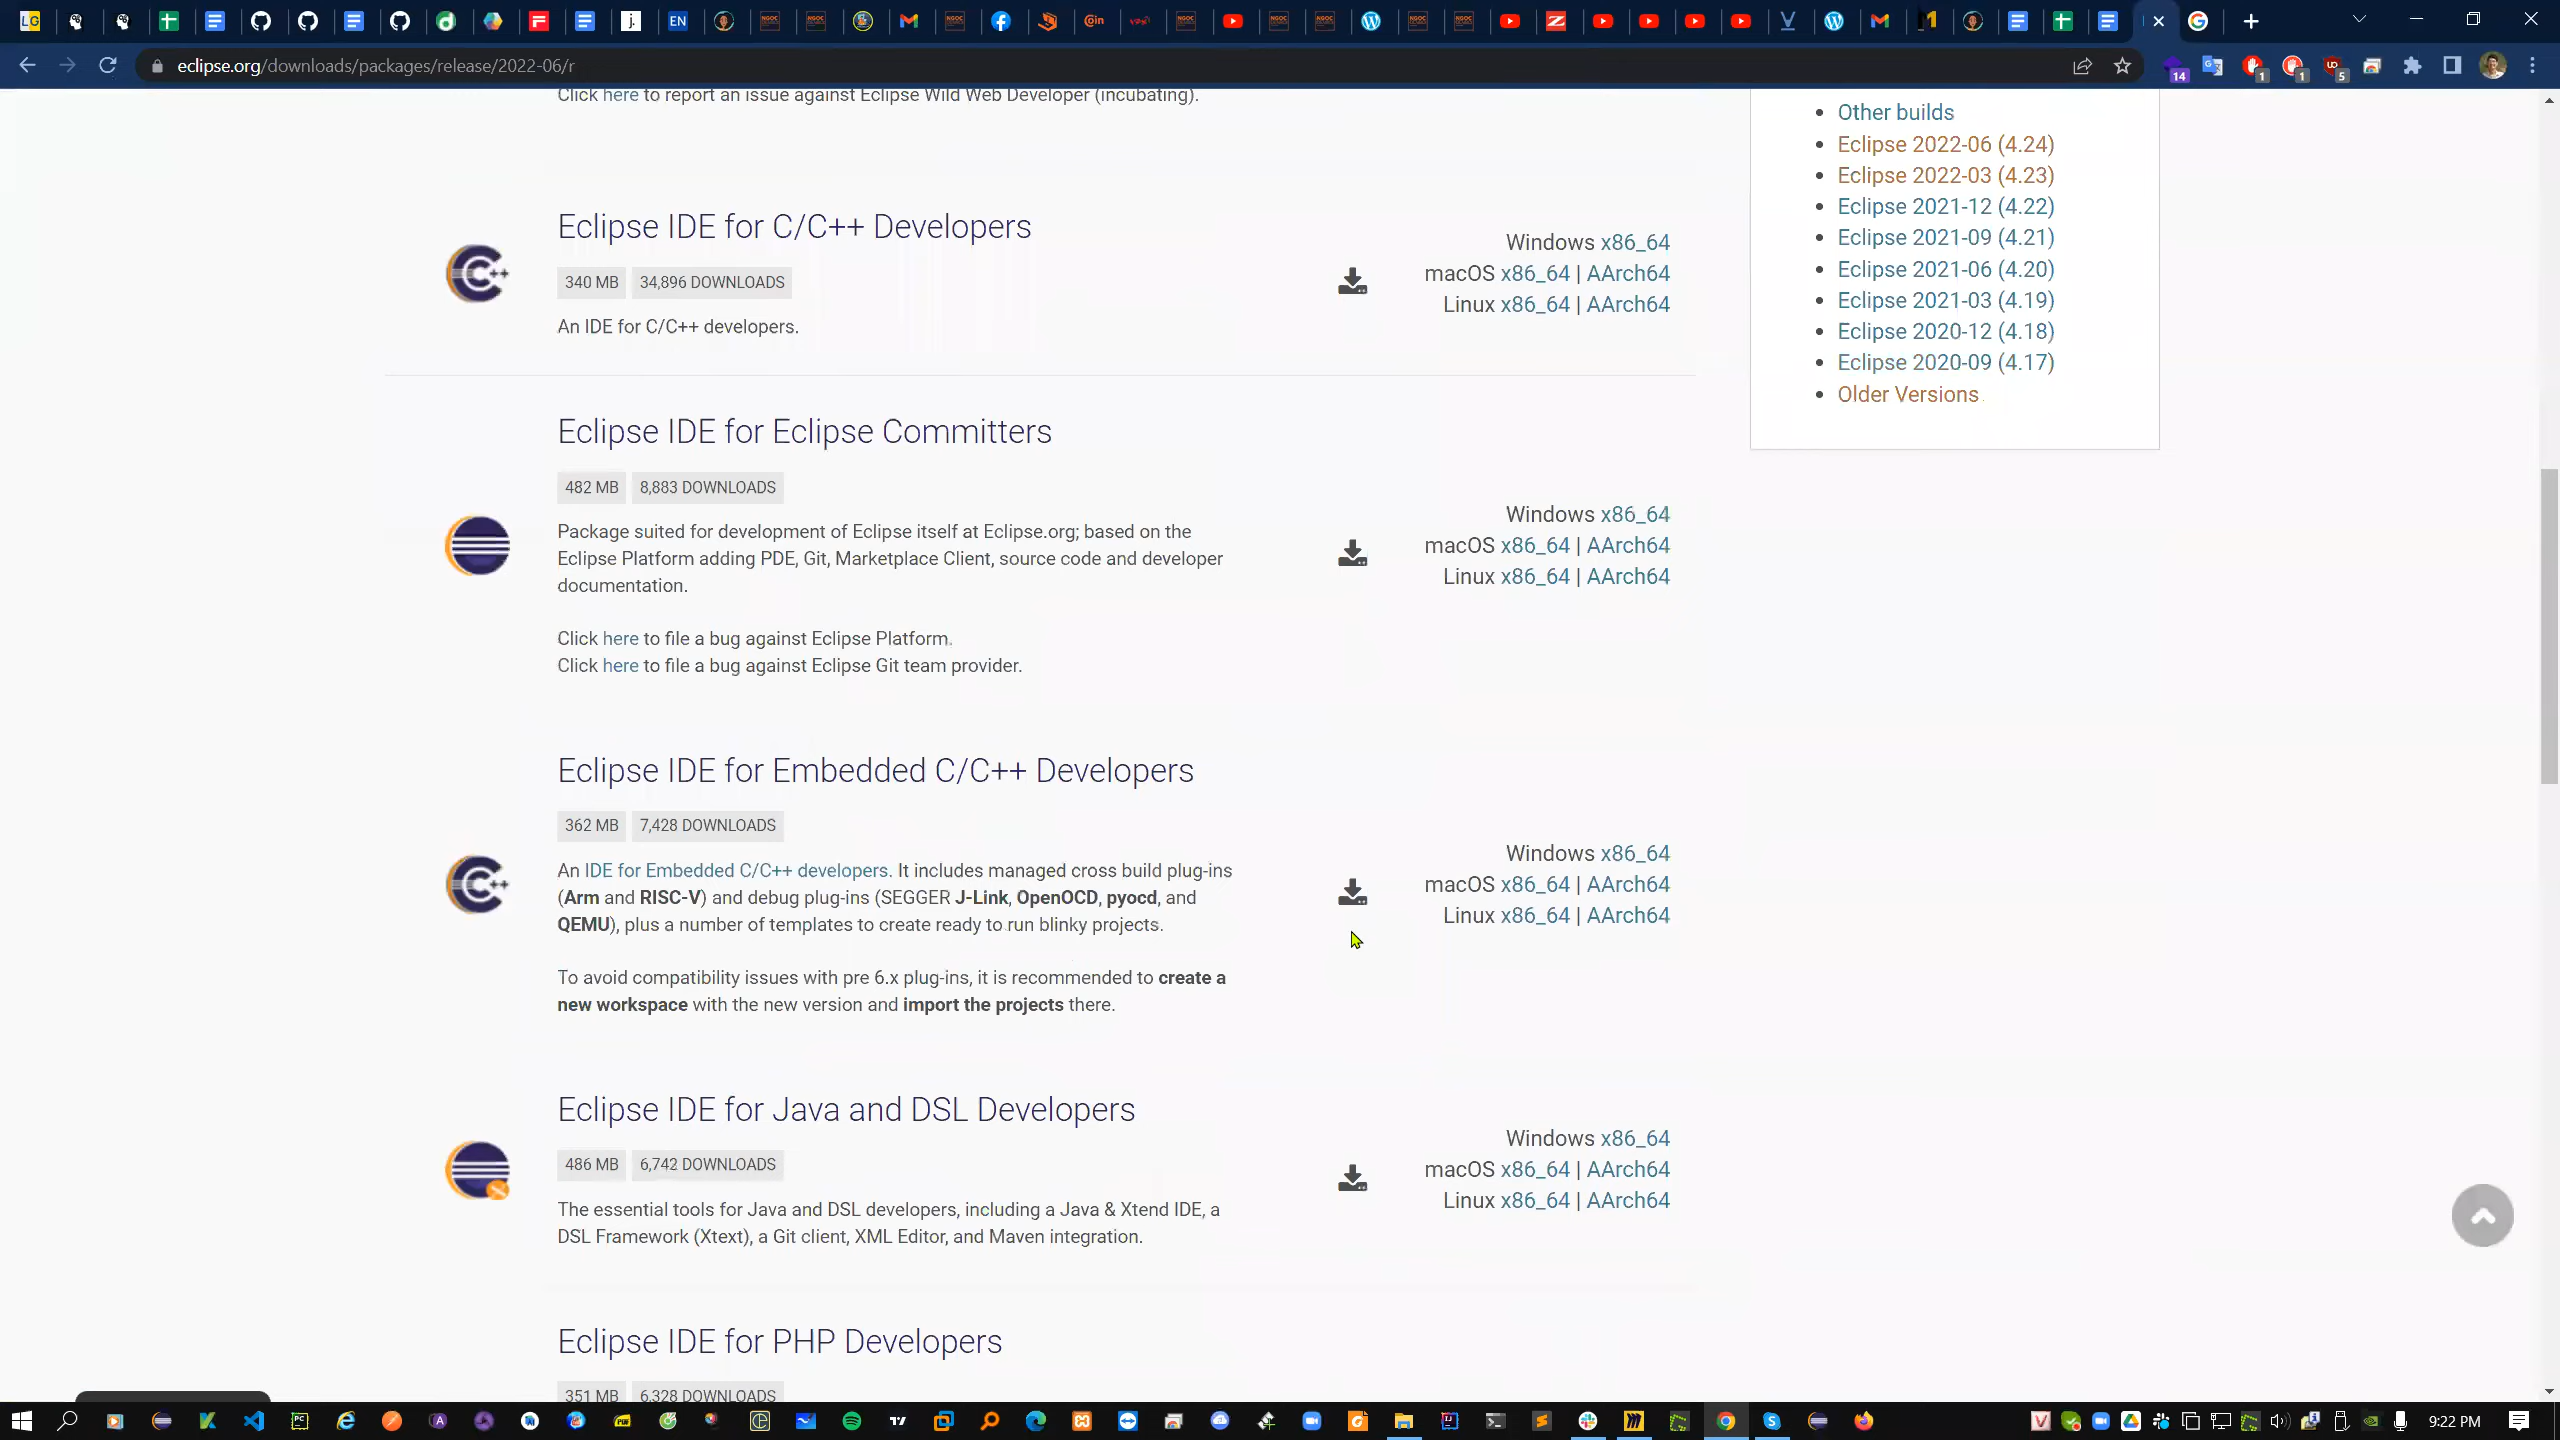 eclipse.org/downloads/packages/release/2022-06/r
14
1
1
5
Click here to report an issue against Eclipse Wild Web Developer (incubating).
Eclipse IDE for C/C++ Developers
340 MB 34,896 DOWNLOADS
An IDE for C/C++ developers.
Windows x86_64
macOS x86_64 | AArch64
Linux x86_64 | AArch64
Eclipse IDE for Eclipse Committers
482 MB 8,883 DOWNLOADS
Package suited for development of Eclipse itself at Eclipse.org; based on the
Eclipse Platform adding PDE, Git, Marketplace Client, source code and developer
documentation.
Click here to file a bug against Eclipse Platform.
Click here to file a bug against Eclipse Git team provider.
Windows x86_64
macOS x86_64 | AArch64
Linux x86_64 | AArch64
Eclipse IDE for Embedded C/C++ Developers
362 MB 7,428 DOWNLOADS
An IDE for Embedded C/C++ developers. It includes managed cross build plug-ins
(Arm and RISC-V) and debug plug-ins (SEGGER J-Link, OpenOCD, pyocd, and
QEMU), plus a number of templates to create ready to run blinky projects.
To avoid compatibility issues with pre 6.x plug-ins, it is recommended to create a
new workspace with the new version and import the projects there.
Windows x86_64
macOS x86_64 | AArch64
Linux x86_64 | AArch64
Eclipse IDE for Java and DSL Developers
486 MB 6,742 DOWNLOADS
The essential tools for Java and DSL developers, including a Java & Xtend IDE, a
DSL Framework (Xtext), a Git client, XML Editor, and Maven integration.
Windows x86_64
macOS x86_64 | AArch64
Linux x86_64 | AArch64
Eclipse IDE for PHP Developers
351 MB 6,328 DOWNLOADS
Other builds
Eclipse 2022-06 (4.24)
Eclipse 2022-03 (4.23)
Eclipse 2021-12 (4.22)
Eclipse 2021-09 (4.21)
Eclipse 2021-06 (4.20)
Eclipse 2021-03 (4.19)
Eclipse 2020-12 (4.18)
Eclipse 2020-09 (4.17)
Older Versions
9:22 PM